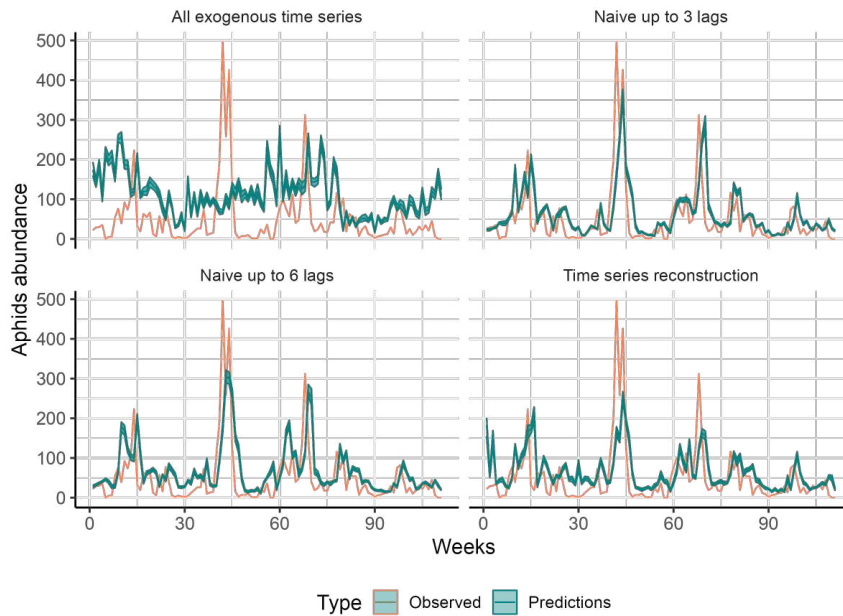 All exogenous time series
Naive up to 3 lags
500
400
300
200
100
0
Naive up to 6 lags
Time series reconstruction
500
400
300
200
100
0
0 30 60 90
0 30 60 90
Aphids abundance
Weeks
Type Observed Predictions